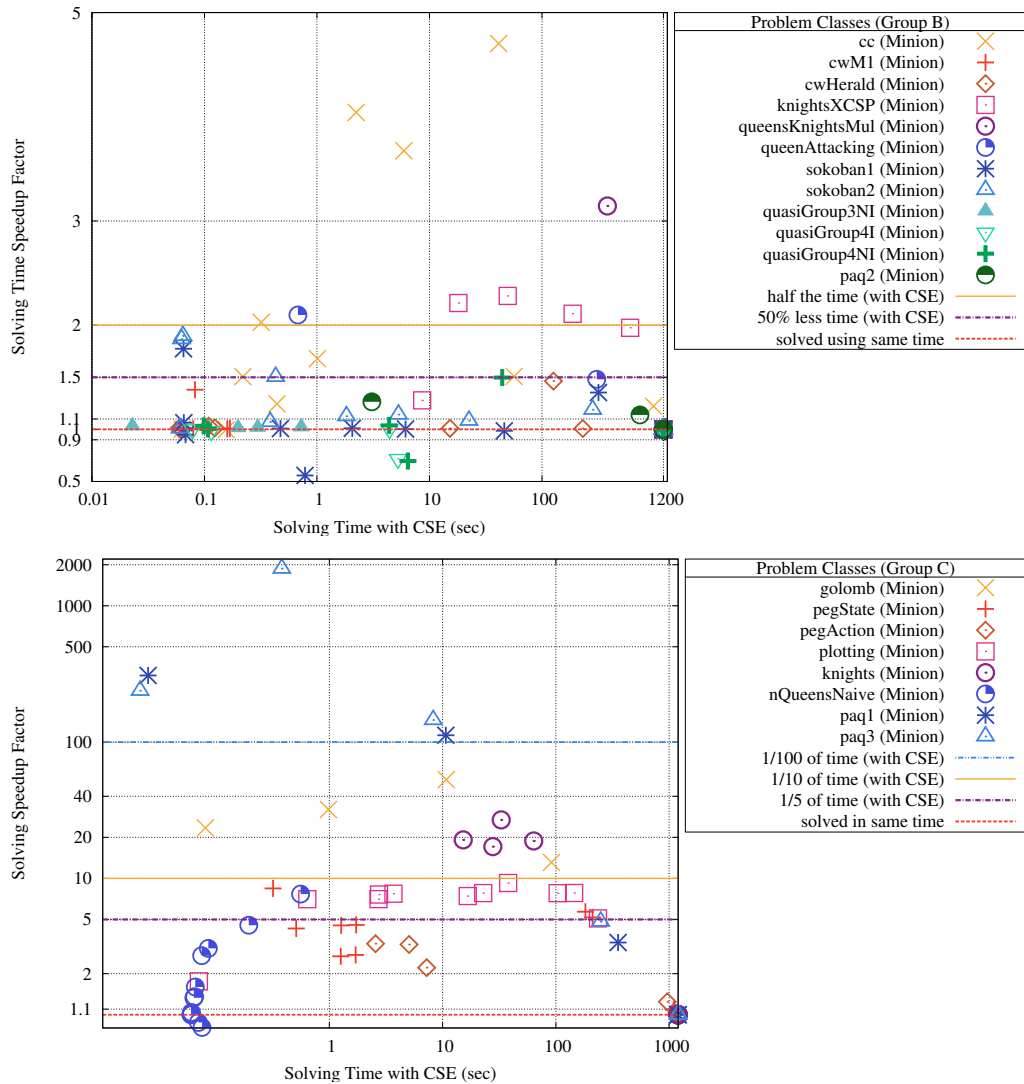 5
3
2
1.5
1.1
0.9
0.5
0.01
0.1
1
10
100
1200
Solving Time Speedup Factor
Solving Time with CSE (sec)
Problem Classes (Group B)
cc (Minion)
cwM1 (Minion)
cwHerald (Minion)
knightsXCSP (Minion)
queensKnightsMul (Minion)
queenAttacking (Minion)
sokoban1 (Minion)
sokoban2 (Minion)
quasiGroup3NI (Minion)
quasiGroup4I (Minion)
quasiGroup4NI (Minion)
paq2 (Minion)
half the time (with CSE)
50% less time (with CSE)
solved using same time
2000
1000
500
100
40
20
10
5
2
1.1
1
10
100
1000
Solving Speedup Factor
Solving Time with CSE (sec)
Problem Classes (Group C)
golomb (Minion)
pegState (Minion)
pegAction (Minion)
plotting (Minion)
knights (Minion)
nQueensNaive (Minion)
paq1 (Minion)
paq3 (Minion)
1/100 of time (with CSE)
1/10 of time (with CSE)
1/5 of time (with CSE)
solved in same time